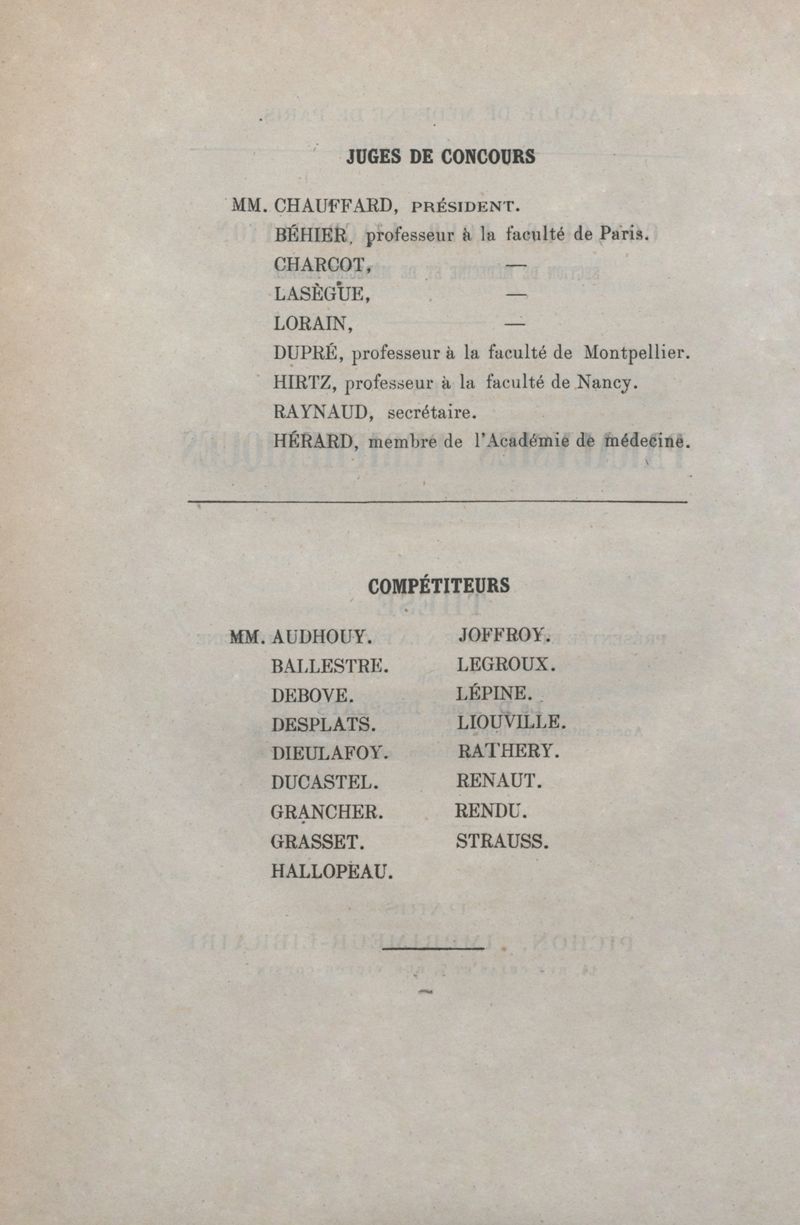 JUGES DE CONCOURS
MM. CHAUFFARD, PRÉSIDENT.
BÉHIER, professeur à la faculté de Paris.
CHARCOT, —
LASÈGUE, —
LORAIN, —
DUPRÉ, professeur à la faculté de Montpellier.
HIRTZ, professeur à la faculté de Nancy.
RAYNAUD, secrétaire.
HÉRARD, membre de l'Académie de médecine.
COMPÉTITEURS
MM. AUDHOUY. JOFFROY.
BALLESTRE. LEGROUX.
DEBOVE. LÉPINE.
DESPLATS. LIOUVILLE.
DIEULAFOY. RATHERY.
DUCASTEL. RENAUT.
GRANCHER. RENDU.
GRASSET. STRAUSS.
HALLOPEAU.